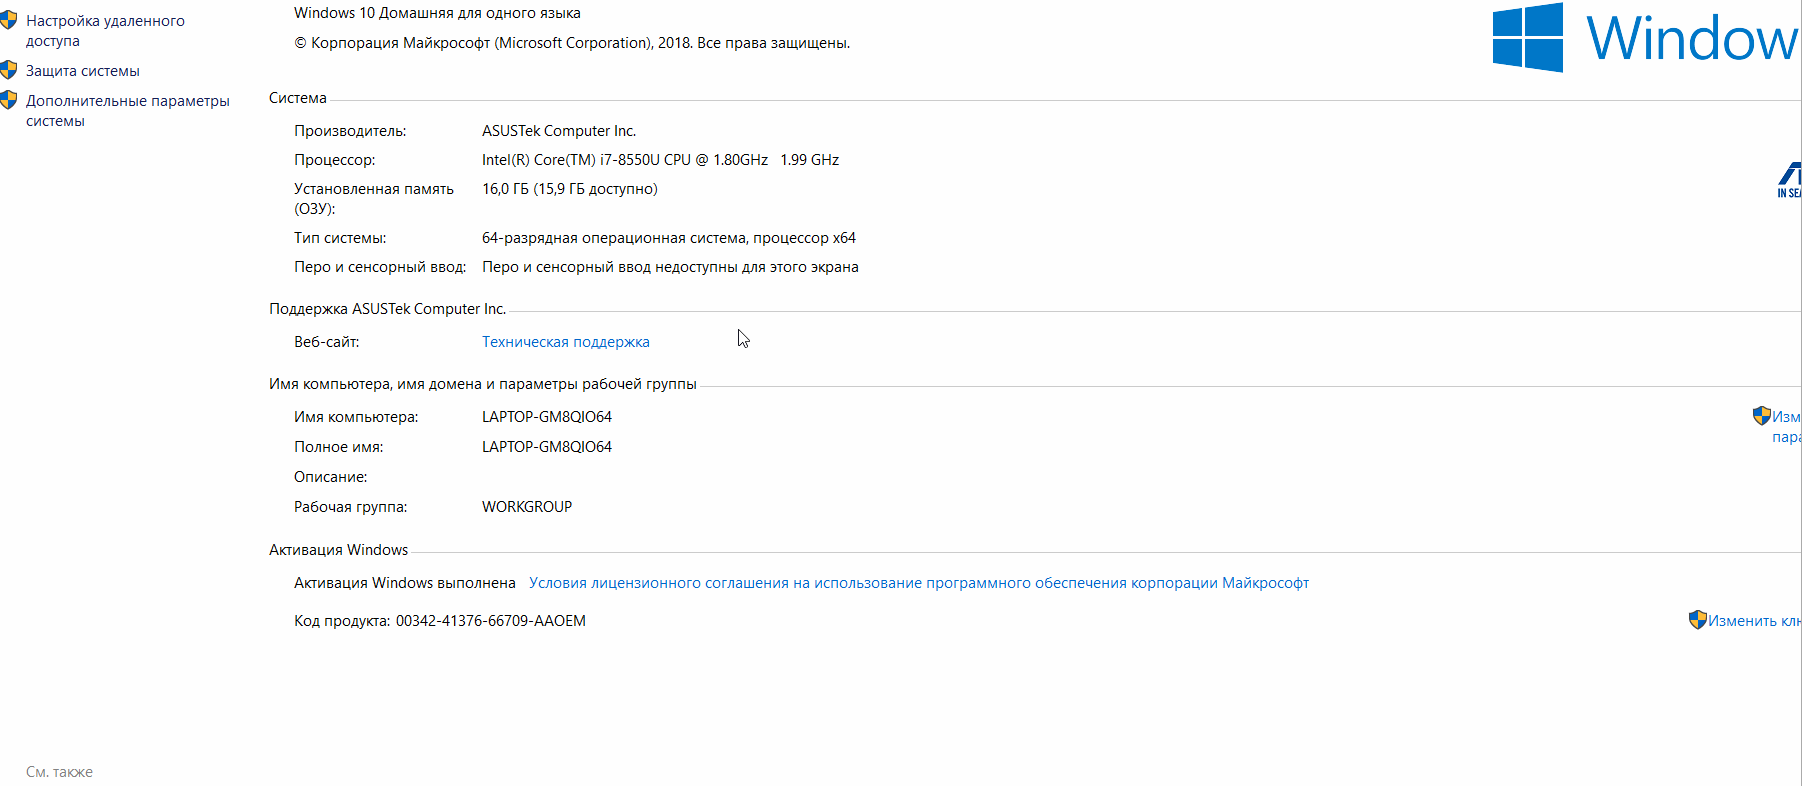 Настройка удаленного
доступа
Защита системы
Дополнительные параметры
системы
См. также
Windows 10 Домашняя для одного языка
© Корпорация Майкрософт (Microsoft Corporation), 2018. Все права защищены.
Window
Система
Производитель: ASUSTek Computer Inc.
Процессор: Intel(R) Core(TM) i7-8550U CPU @ 1.80GHz 1.99 GHz
Установленная память 16,0 ГБ (15,9 ГБ доступно)
(ОЗУ):
Тип системы: 64-разрядная операционная система, процессор x64
Перо и сенсорный ввод: Перо и сенсорный ввод недоступны для этого экрана
IN SEA
Поддержка ASUSTek Computer Inc.
Веб-сайт: Техническая поддержка
Имя компьютера, имя домена и параметры рабочей группы
Имя компьютера: LAPTOP-GM8QIO64 Изм
Полное имя: LAPTOP-GM8QIO64 пара
Описание:
Рабочая группа: WORKGROUP
Активация Windows
Активация Windows выполнена Условия лицензионного соглашения на использование программного обеспечения корпорации Майкрософт
Код продукта: 00342-41376-66709-AAOEM Изменить клю